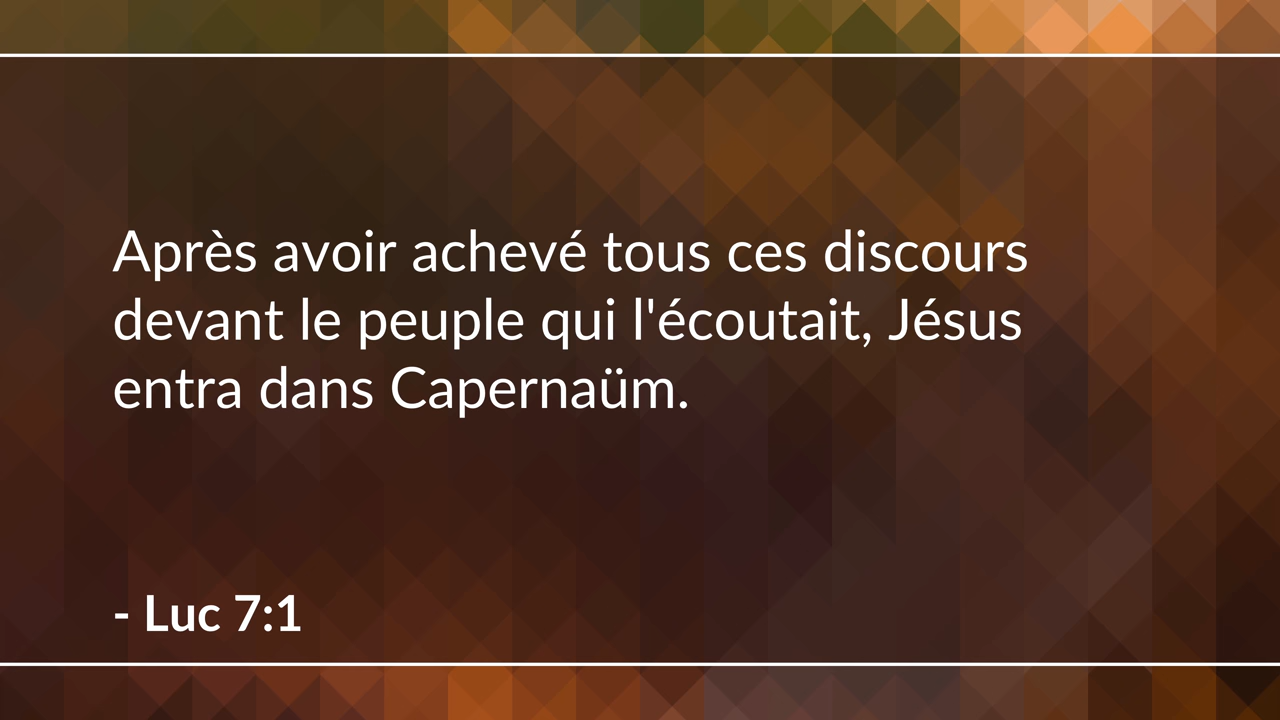 Après avoir achevé tous ces discours
devant le peuple qui l'écoutait, Jésus
entra dans Capernaüm.
- Luc 7:1